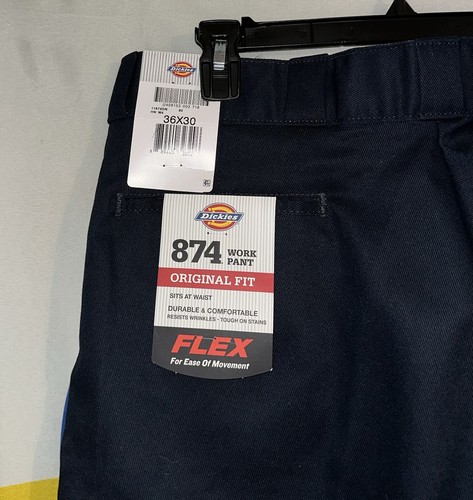 Dickies
36X30
Dickies
874 WORK
PANT
ORIGINAL FIT
SITS AT WAIST
DURABLE & COMFORTABLE
RESISTS WRINKLES • TOUGH ON STAINS
FLEX
For Ease Of Movement